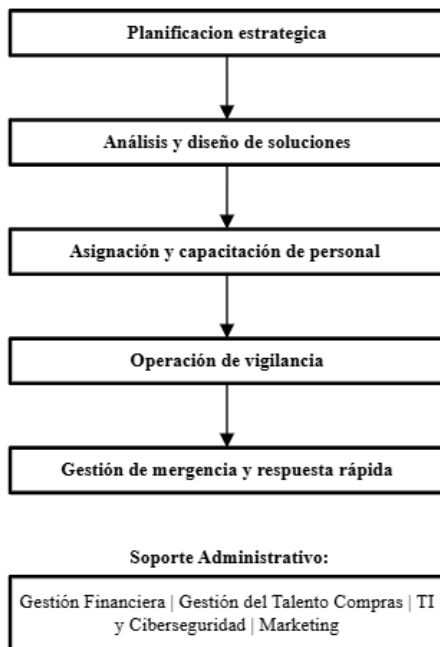 Planificacion estrategica
Análisis y diseño de soluciones
Asignación y capacitación de personal
Operación de vigilancia
Gestión de mergencia y respuesta rápida
Soporte Administrativo:
Gestión Financiera | Gestión del Talento Compras | TI
y Ciberseguridad | Marketing